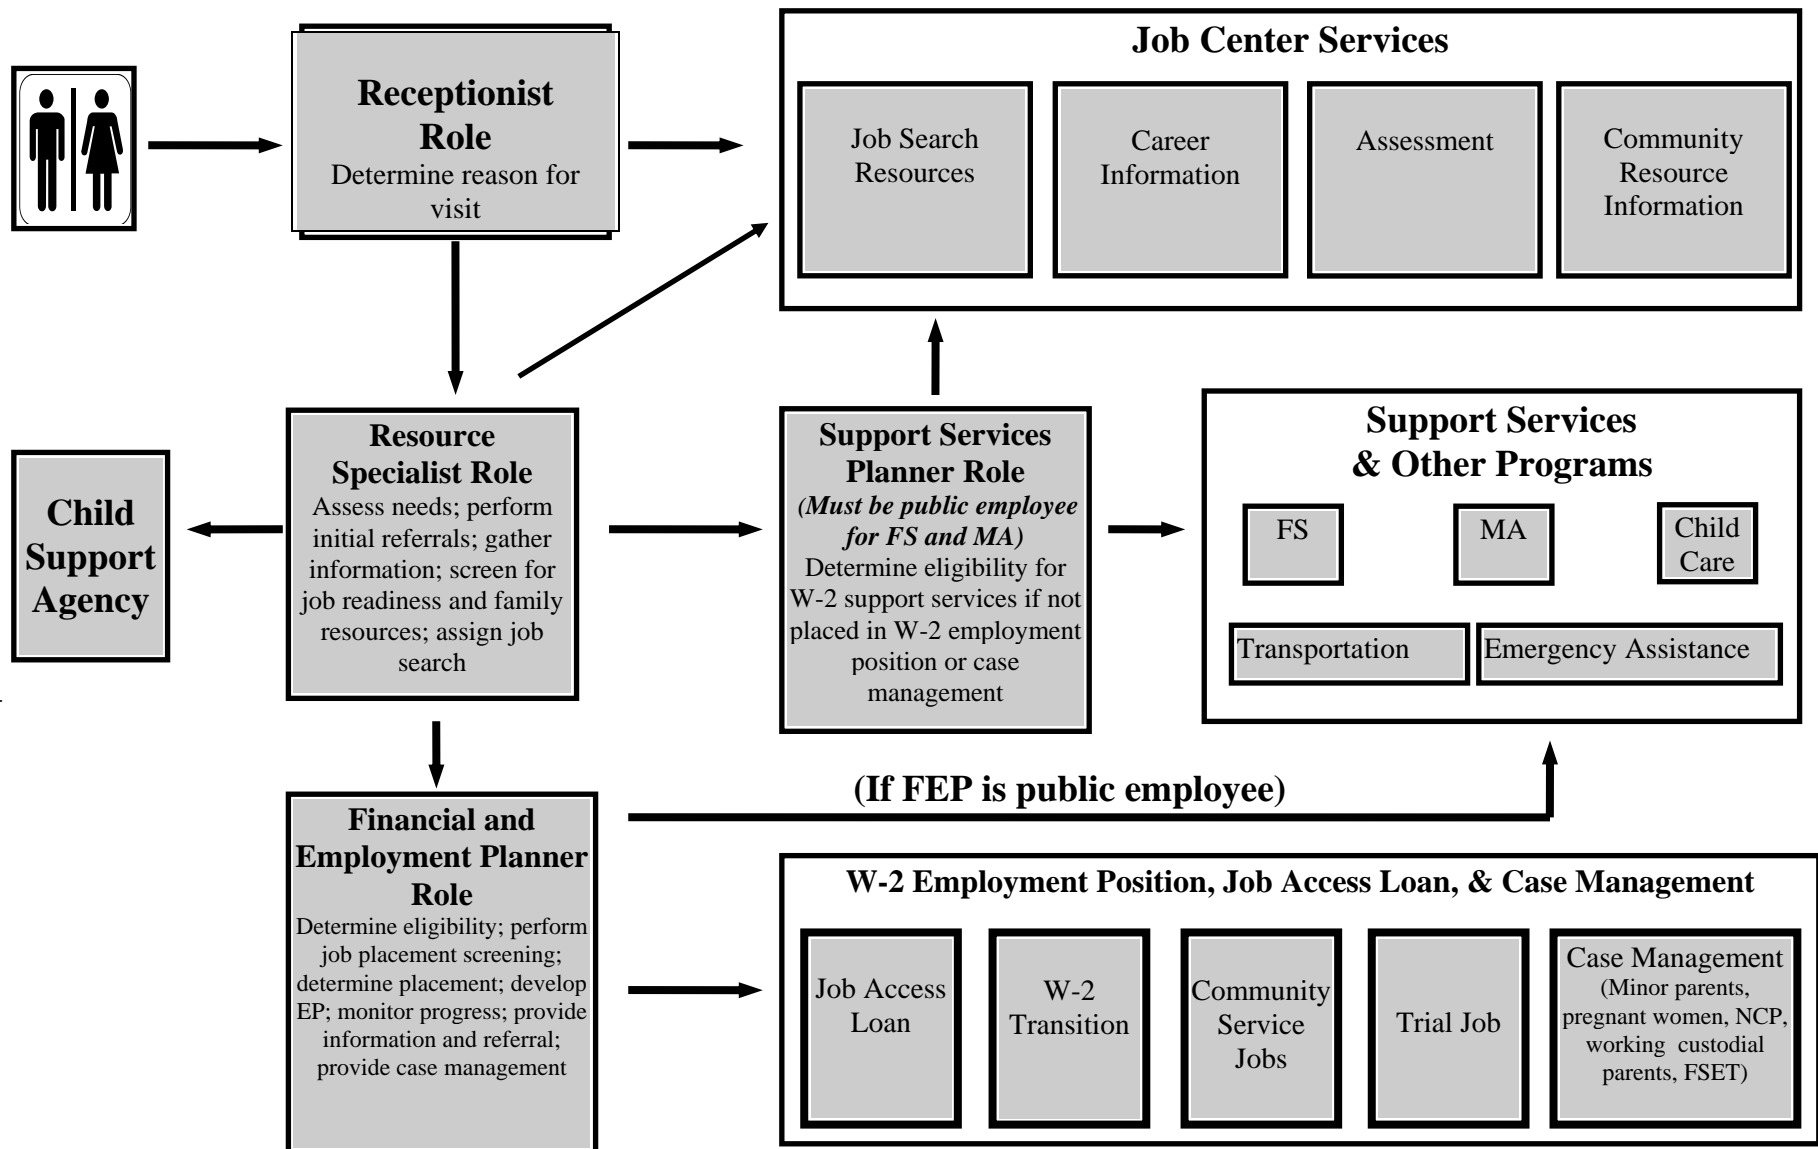 Receptionist
Role
Determine reason for
visit
Job Center Services
Job Search
Resources
Career
Information
Assessment
Community
Resource
Information
Child
Support
Agency
Resource
Specialist Role
Assess needs; perform
initial referrals; gather
information; screen for
job readiness and family
resources; assign job
search
Support Services
Planner Role
(Must be public employee
for FS and MA)
Determine eligibility for
W-2 support services if not
placed in W-2 employment
position or case
management
Support Services
& Other Programs
FS
MA
Child
Care
Transportation
Emergency Assistance
(If FEP is public employee)
Financial and
Employment Planner
Role
Determine eligibility; perform
job placement screening;
determine placement; develop
EP; monitor progress; provide
information and referral;
provide case management
W-2 Employment Position, Job Access Loan, & Case Management
Job Access
Loan
W-2
Transition
Community
Service
Jobs
Trial Job
Case Management
(Minor parents,
pregnant women, NCP,
working custodial
parents, FSET)